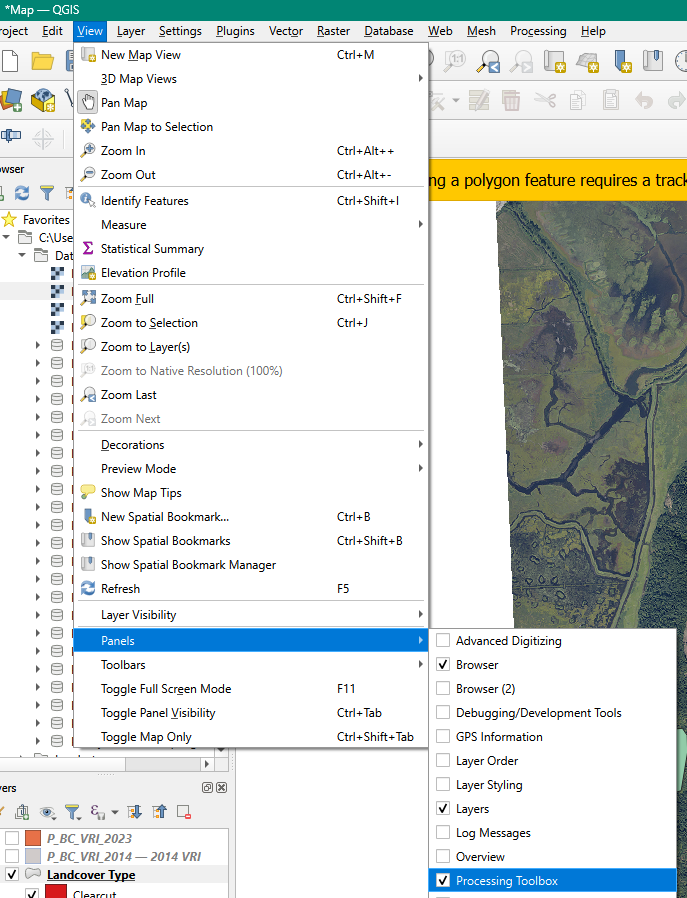 *Map — QGIS
roject Edit View Layer Settings Plugins Vector Raster Database Web Mesh Processing Help
New Map View Ctrl+M
3D Map Views
Pan Map
Pan Map to Selection
Zoom In Ctrl+Alt++
Zoom Out Ctrl+Alt+-
Identify Features Ctrl+Shift+I
Measure
Statistical Summary
Elevation Profile
Zoom Full Ctrl+Shift+F
Zoom to Selection Ctrl+J
Zoom to Layer(s)
Zoom to Native Resolution (100%)
Zoom Last
Zoom Next
Decorations
Preview Mode
Show Map Tips
New Spatial Bookmark... Ctrl+B
Show Spatial Bookmarks Ctrl+Shift+B
Show Spatial Bookmark Manager
Refresh F5
Layer Visibility
Panels
Toolbars
Toggle Full Screen Mode F11
Toggle Panel Visibility Ctrl+Tab
Toggle Map Only Ctrl+Shift+Tab
Advanced Digitizing
Browser
Browser (2)
Debugging/Development Tools
GPS Information
Layer Order
Layer Styling
Layers
Log Messages
Overview
Processing Toolbox
1:1
ng a polygon feature requires a track
owser
Favorites
C:\Use
Dat
yers
P_BC_VRI_2023
P_BC_VRI_2014 — 2014 VRI
Landcover Type
Clearcut